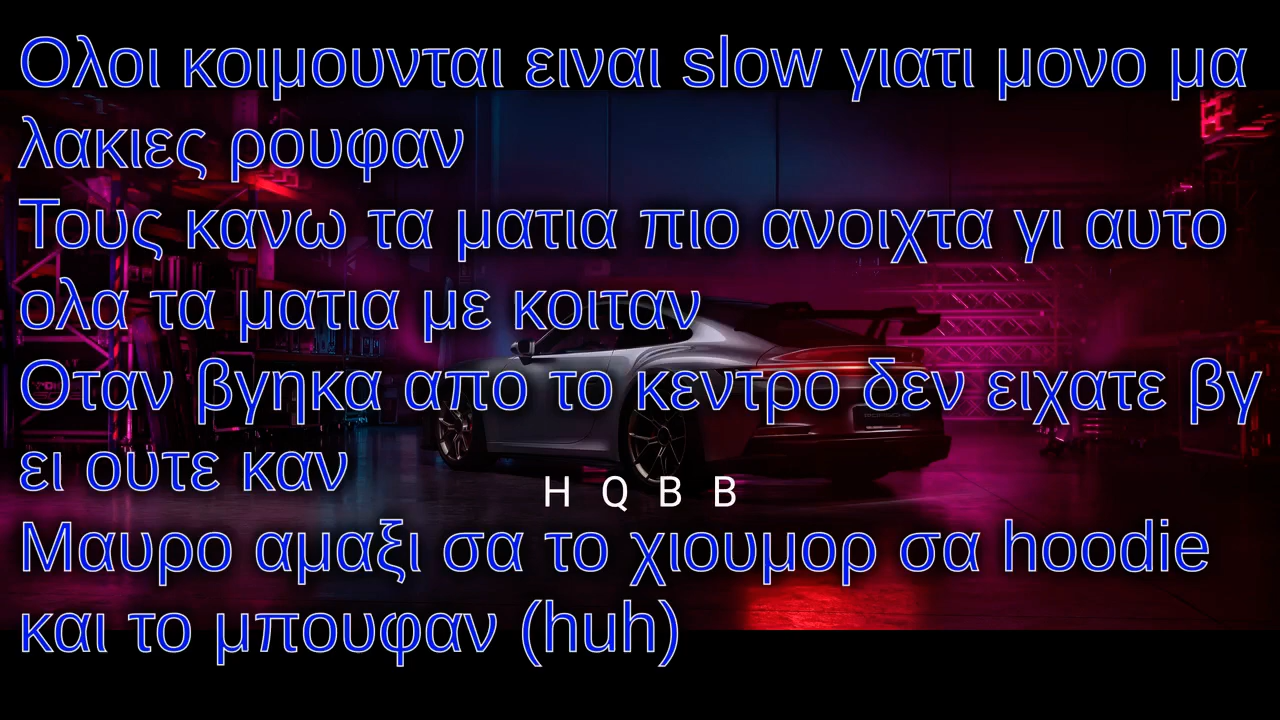 Ολοι κοιμουνται ειναι slow γιατι μονο μα
λακιες ρουφαν
Τους κανω τα ματια πιο ανοιχτα γι αυτο
ολα τα ματια με κοιταν
Οταν βγηκα απο το κεντρο δεν ειχατε βγ
ει ουτε καν
H Q B B
Μαυρο αμαξι σα το χιουμορ σα hoodie
και το μπουφαν (huh)